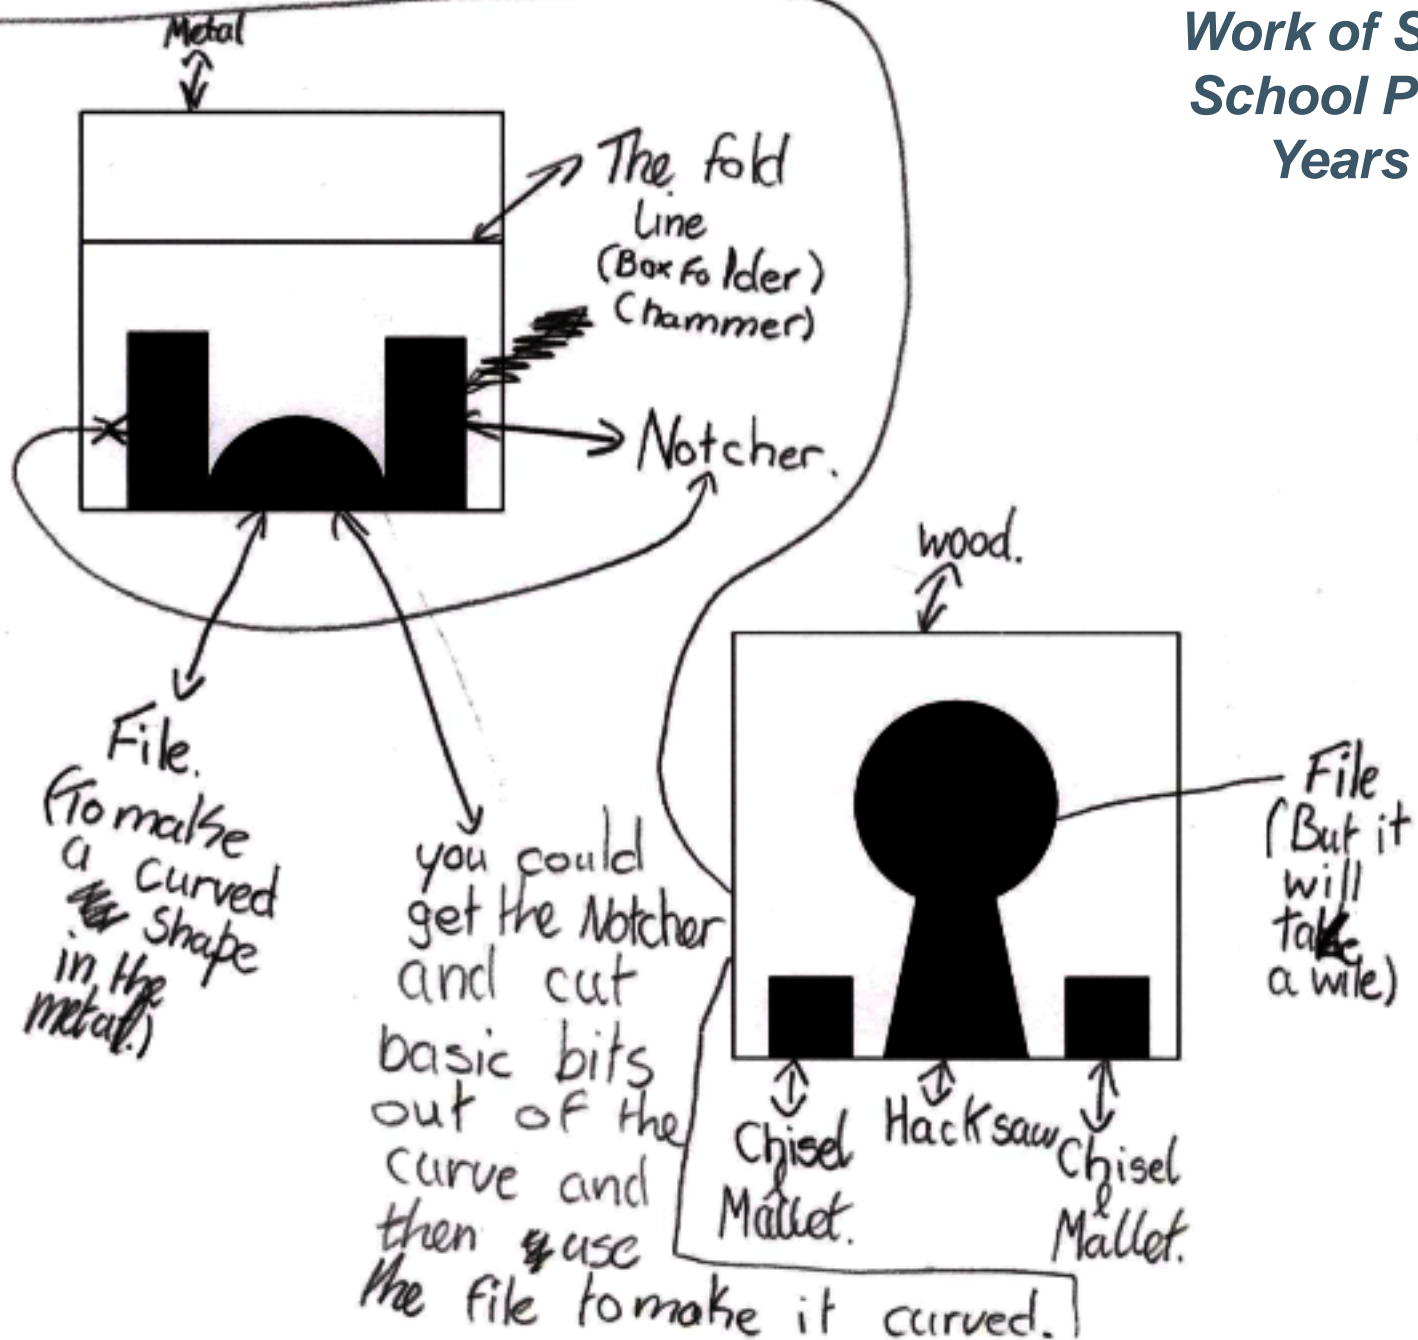 Work of S
School P
Years
Metal
The fold
Line
(Box Folder)
(hammer)
Notcher.
File.
(To make
a curved
shape
in the
metal.)
you could
get the Notcher
and cut
basic bits
out of the
curve and
then use
the file to make it curved.
wood.
File
(But it
will
take
a wile)
Chisel
&
Mallet.
Hacksaw
Chisel
&
Mallet.